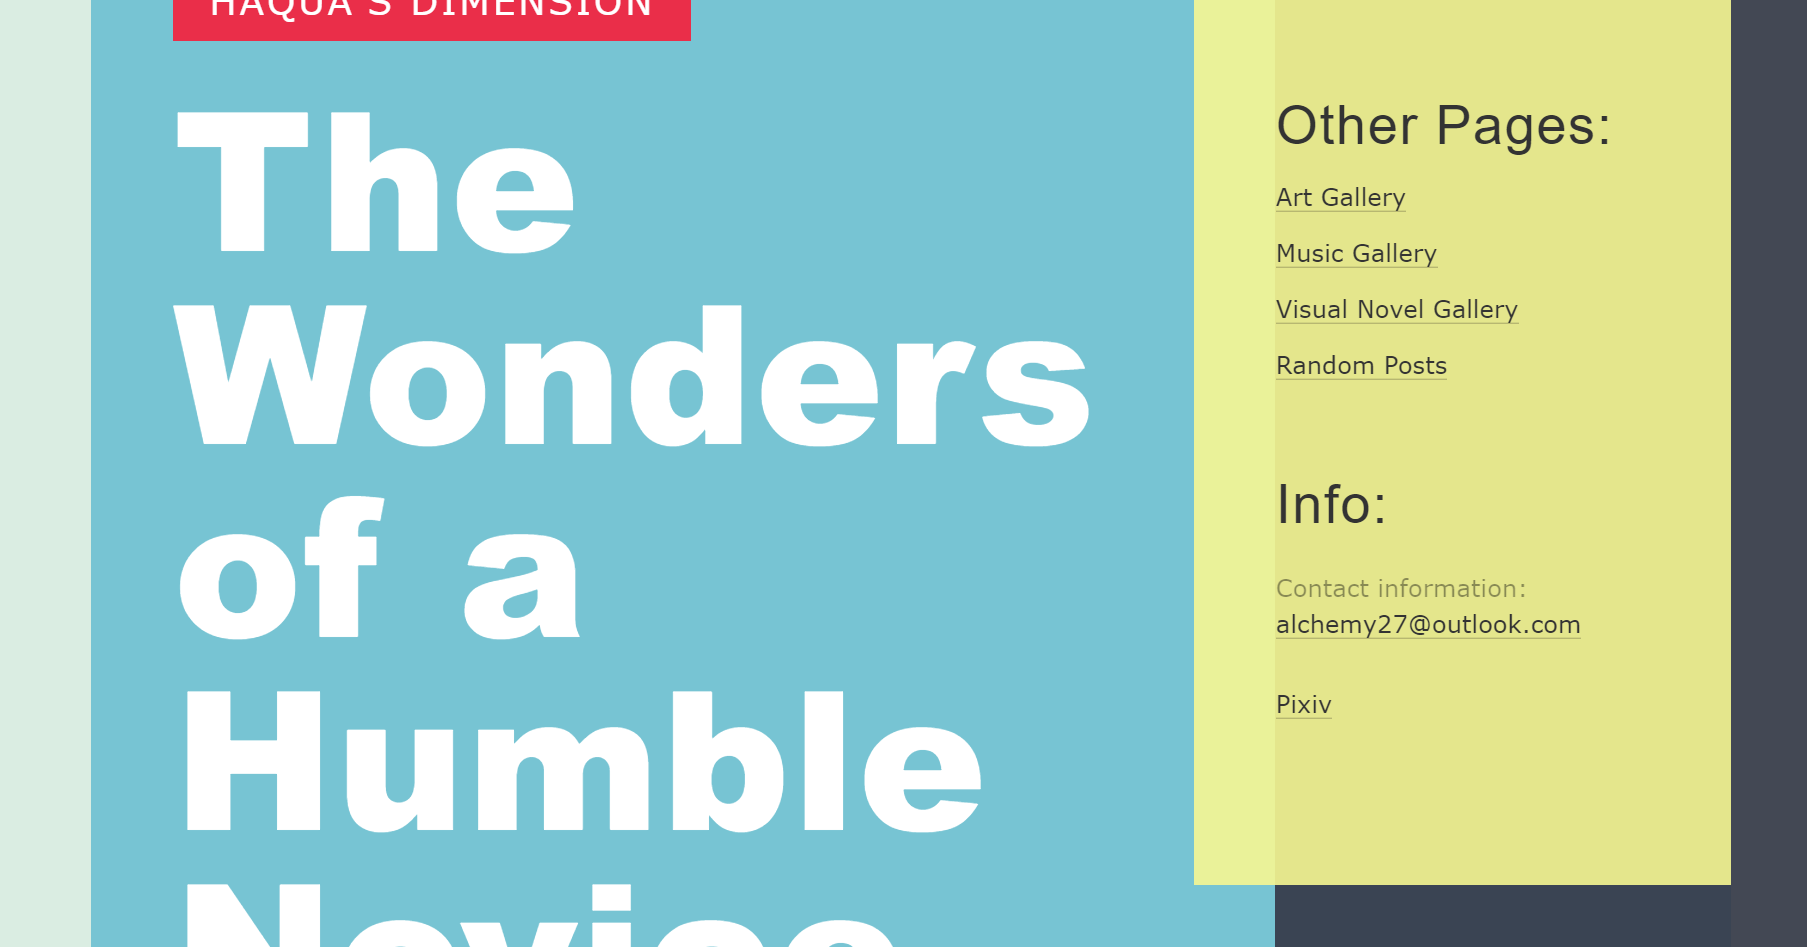 HAQUA'S DIMENSION
The
Wonders
of a
Humble
Novice
Other Pages:
Art Gallery
Music Gallery
Visual Novel Gallery
Random Posts
Info:
Contact information:
alchemy27@outlook.com
Pixiv